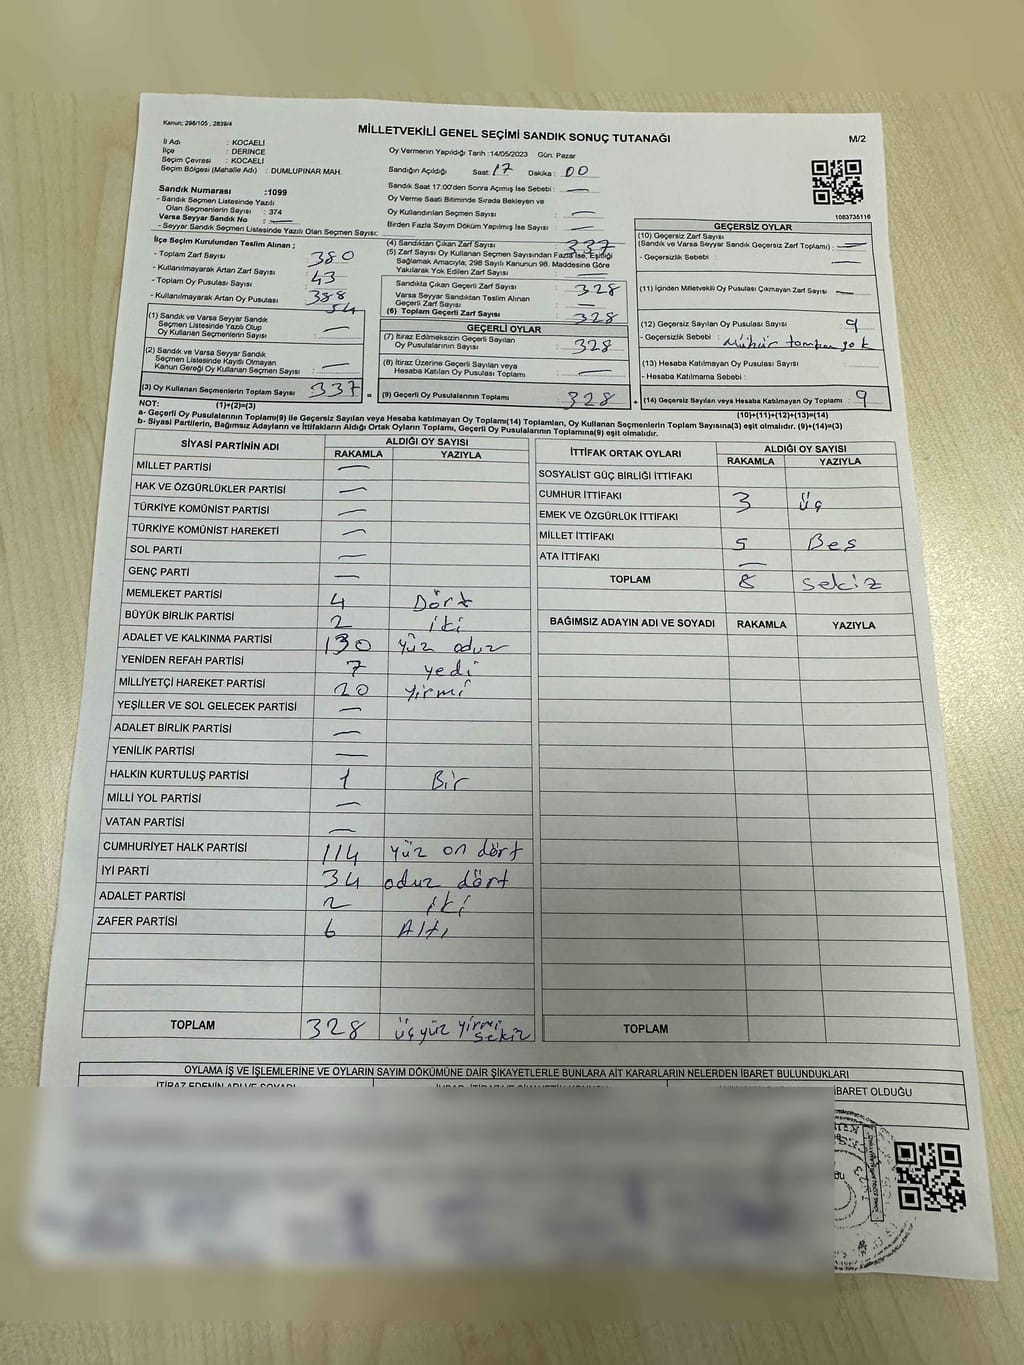 Kanun; 298/105 , 2839/4
MİLLETVEKİLİ GENEL SEÇİMİ SANDIK SONUÇ TUTANAĞI
M/2
İl Adı : KOCAELİ
İlçe : DERİNCE
Seçim Çevresi : KOCAELİ
Seçim Bölgesi (Mahalle Adı) : DUMLUPINAR MAH.
Sandık Numarası :1099
- Sandık Seçmen Listesinde Yazılı
Olan Seçmenlerin Sayısı : 374
Varsa Seyyar Sandık No : —
- Seyyar Sandık Seçmen Listesinde Yazılı Olan Seçmen Sayısı:
Oy Vermenin Yapıldığı Tarih :14/05/2023 Gün: Pazar
Sandığın Açıldığı Saat : 17 Dakika : 00
Sandık Saat 17:00'den Sonra Açılmış İse Sebebi : —
Oy Verme Saati Bitiminde Sırada Bekleyen ve
Oy Kullandırılan Seçmen Sayısı : —
Birden Fazla Sayım Döküm Yapılmış İse Sayısı : —
1083735116
İlçe Seçim Kurulundan Teslim Alınan ;
- Toplam Zarf Sayısı : 380
- Kullanılmayarak Artan Zarf Sayısı : 43
- Toplam Oy Pusulası Sayısı : 388
- Kullanılmayarak Artan Oy Pusulası 54
(1) Sandık ve Varsa Seyyar Sandık
Seçmen Listesinde Yazılı Olup
Oy Kullanan Seçmenlerin Sayısı : —
(2) Sandık ve Varsa Seyyar Sandık
Seçmen Listesinde Kayıtlı Olmayan
Kanun Gereği Oy Kullanan Seçmen Sayısı : —
(3) Oy Kullanan Seçmenlerin Toplam Sayısı : 337 =
(4) Sandıktan Çıkan Zarf Sayısı : 337
(5) Zarf Sayısı Oy Kullanan Seçmen Sayısından Fazla İse, Eşitliği
Sağlamak Amacıyla; 298 Sayılı Kanunun 98. Maddesine Göre
Yakılarak Yok Edilen Zarf Sayısı : —
Sandıkta Çıkan Geçerli Zarf Sayısı : 328
Varsa Seyyar Sandıktan Teslim Alınan
Geçerli Zarf Sayısı : —
(6) Toplam Geçerli Zarf Sayısı : 328
GEÇERLİ OYLAR
(7) İtiraz Edilmeksizin Geçerli Sayılan
Oy Pusulalarının Sayısı : 328
(8) İtiraz Üzerine Geçerli Sayılan veya
Hesaba Katılan Oy Pusulası Toplamı : —
(9) Geçerli Oy Pusulalarının Toplamı : 328 +
GEÇERSİZ OYLAR
(10) Geçersiz Zarf Sayısı
(Sandık ve Varsa Seyyar Sandık Geçersiz Zarf Toplamı) : —
- Geçersizlik Sebebi : —
(11) İçinden Milletvekili Oy Pusulası Çıkmayan Zarf Sayısı : —
(12) Geçersiz Sayılan Oy Pusulası Sayısı : 9
- Geçersizlik Sebebi : Mühür yok
(13) Hesaba Katılmayan Oy Pusulası Sayısı :
- Hesaba Katılmama Sebebi :
(14) Geçersiz Sayılan veya Hesaba Katılmayan Oy Toplamı : 9
NOT: (1)+(2)=(3) (10)+(11)+(12)+(13)=(14)
a- Geçerli Oy Pusulalarının Toplamı(9) ile Geçersiz Sayılan veya Hesaba katılmayan Oy Toplamı(14) Toplamları, Oy Kullanan Seçmenlerin Toplam Sayısına(3) eşit olmalıdır. (9)+(14)=(3)
b- Siyasi Partilerin, Bağımsız Adayların ve İttifakların Aldığı Ortak Oyların Toplamı, Geçerli Oy Pusulalarının Toplamına(9) eşit olmalıdır.
SİYASİ PARTİNİN ADI ALDIĞI OY SAYISI
RAKAMLA YAZIYLA
MİLLET PARTİSİ —
HAK VE ÖZGÜRLÜKLER PARTİSİ —
TÜRKİYE KOMÜNİST PARTİSİ —
TÜRKİYE KOMÜNİST HAREKETİ —
SOL PARTİ —
GENÇ PARTİ —
MEMLEKET PARTİSİ 4 Dört
BÜYÜK BİRLİK PARTİSİ 2 iki
ADALET VE KALKINMA PARTİSİ 130 yüz oduz
YENİDEN REFAH PARTİSİ 7 yedi
MİLLİYETÇİ HAREKET PARTİSİ 20 yirmi
YEŞİLLER VE SOL GELECEK PARTİSİ —
ADALET BİRLİK PARTİSİ —
YENİLİK PARTİSİ —
HALKIN KURTULUŞ PARTİSİ 1 Bir
MİLLİ YOL PARTİSİ —
VATAN PARTİSİ —
CUMHURİYET HALK PARTİSİ 114 yüz on dört
İYİ PARTİ 34 oduz dört
ADALET PARTİSİ 2 iki
ZAFER PARTİSİ 6 Altı
TOPLAM 328 üçyüz yirmi sekiz
İTTİFAK ORTAK OYLARI ALDIĞI OY SAYISI
RAKAMLA YAZIYLA
SOSYALİST GÜÇ BİRLİĞİ İTTİFAKI
CUMHUR İTTİFAKI 3 üç
EMEK VE ÖZGÜRLÜK İTTİFAKI
MİLLET İTTİFAKI 5 Bes
ATA İTTİFAKI —
TOPLAM 8 sekiz
BAĞIMSIZ ADAYIN ADI VE SOYADI RAKAMLA YAZIYLA
TOPLAM
OYLAMA İŞ VE İŞLEMLERİNE VE OYLARIN SAYIM DÖKÜMÜNE DAİR ŞİKAYETLERLE BUNLARA AİT KARARLARIN NELERDEN İBARET BULUNDUKLARI
İTİRAZ EDENİN ADI VE SOYADI
İBARET OLDUĞU